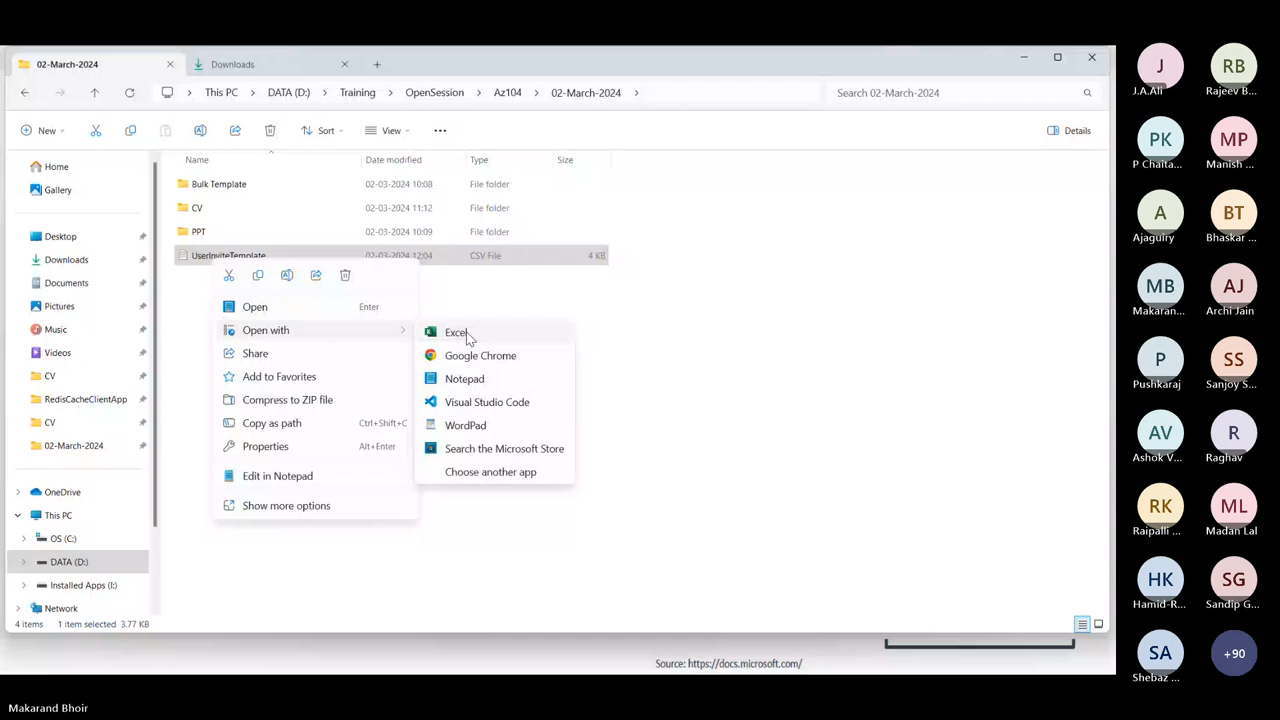 02-March-2024
Downloads
This PC > DATA (D:) > Training > OpenSession > Az104 > 02-March-2024 >
Search 02-March-2024
New
Sort
View
Details
Name
Date modified
Type
Size
Bulk Template 02-03-2024 10:08 File folder
CV 02-03-2024 11:12 File folder
PPT 02-03-2024 10:09 File folder
UserInviteTemplate 02-03-2024 12:04 CSV File 4 KB
Home
Gallery
Desktop
Downloads
Documents
Pictures
Music
Videos
CV
RedisCacheClientApp
CV
02-March-2024
OneDrive
This PC
OS (C:)
DATA (D:)
Installed Apps (I:)
Network
Open Enter
Open with
Share
Add to Favorites
Compress to ZIP file
Copy as path Ctrl+Shift+C
Properties Alt+Enter
Edit in Notepad
Show more options
Excel
Google Chrome
Notepad
Visual Studio Code
WordPad
Search the Microsoft Store
Choose another app
4 items 1 item selected 3.77 KB
Source: https://docs.microsoft.com/
Makarand Bhoir
J RB
J.A.Ali Rajeev B...
PK MP
P Chaita... Manish ...
A BT
Ajaguiry Bhaskar ...
MB AJ
Makaran... Archi Jain
P SS
Pushkaraj Sanjoy S...
AV R
Ashok V... Raghav
RK ML
Raipalli ... Madan Lal
HK SG
Hamid-R... Sandip G...
SA +90
Shebaz ...